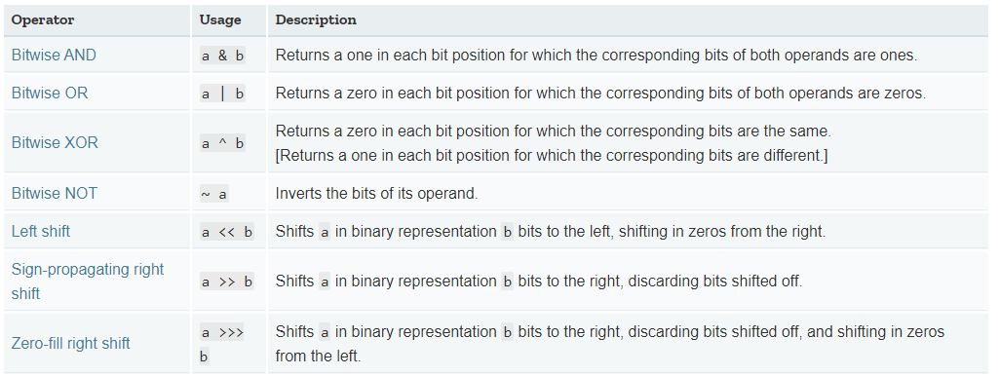 Operator Usage Description
Bitwise AND a & b Returns a one in each bit position for which the corresponding bits of both operands are ones.
Bitwise OR a | b Returns a zero in each bit position for which the corresponding bits of both operands are zeros.
Bitwise XOR a ^ b Returns a zero in each bit position for which the corresponding bits are the same.
[Returns a one in each bit position for which the corresponding bits are different.]
Bitwise NOT ~ a Inverts the bits of its operand.
Left shift a << b Shifts a in binary representation b bits to the left, shifting in zeros from the right.
Sign-propagating right
shift a >> b Shifts a in binary representation b bits to the right, discarding bits shifted off.
Zero-fill right shift a >>>
b Shifts a in binary representation b bits to the right, discarding bits shifted off, and shifting in zeros
from the left.